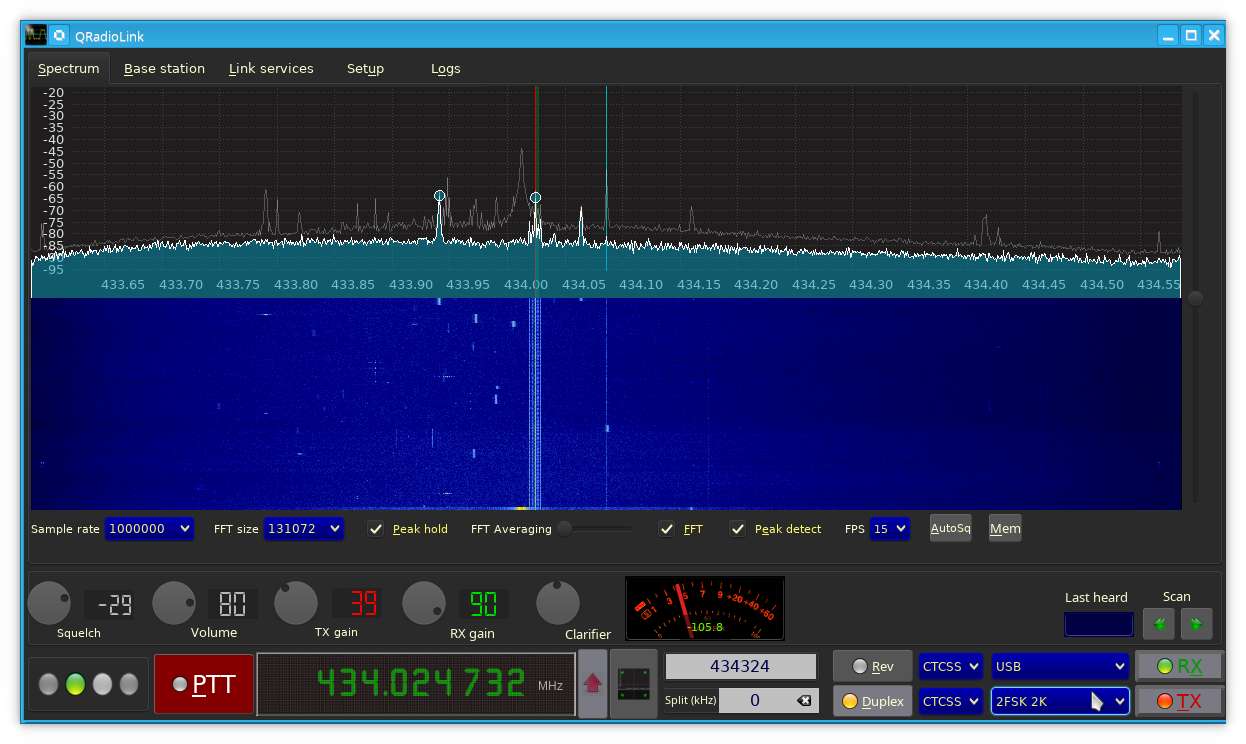 QRadioLink
Spectrum Base station Link services Setup Logs
-20
-25
-30
-35
-40
-45
-50
-55
-60
-65
-70
-75
-80
-85
-90
-95
433.65 433.70 433.75 433.80 433.85 433.90 433.95 434.00 434.05 434.10 434.15 434.20 434.25 434.30 434.35 434.40 434.45 434.50 434.55
Sample rate 1000000 FFT size 131072 Peak hold FFT Averaging FFT Peak detect FPS 15 AutoSq Mem
-29 80 39 90
Squelch Volume TX gain RX gain Clarifier
1 3 5 7 9 +20 +40 +60
-105.8
Last heard Scan
434.024 732 MHz
PTT
434324
Split (kHz) 0
Rev CTCSS USB RX
Duplex CTCSS 2FSK 2K TX